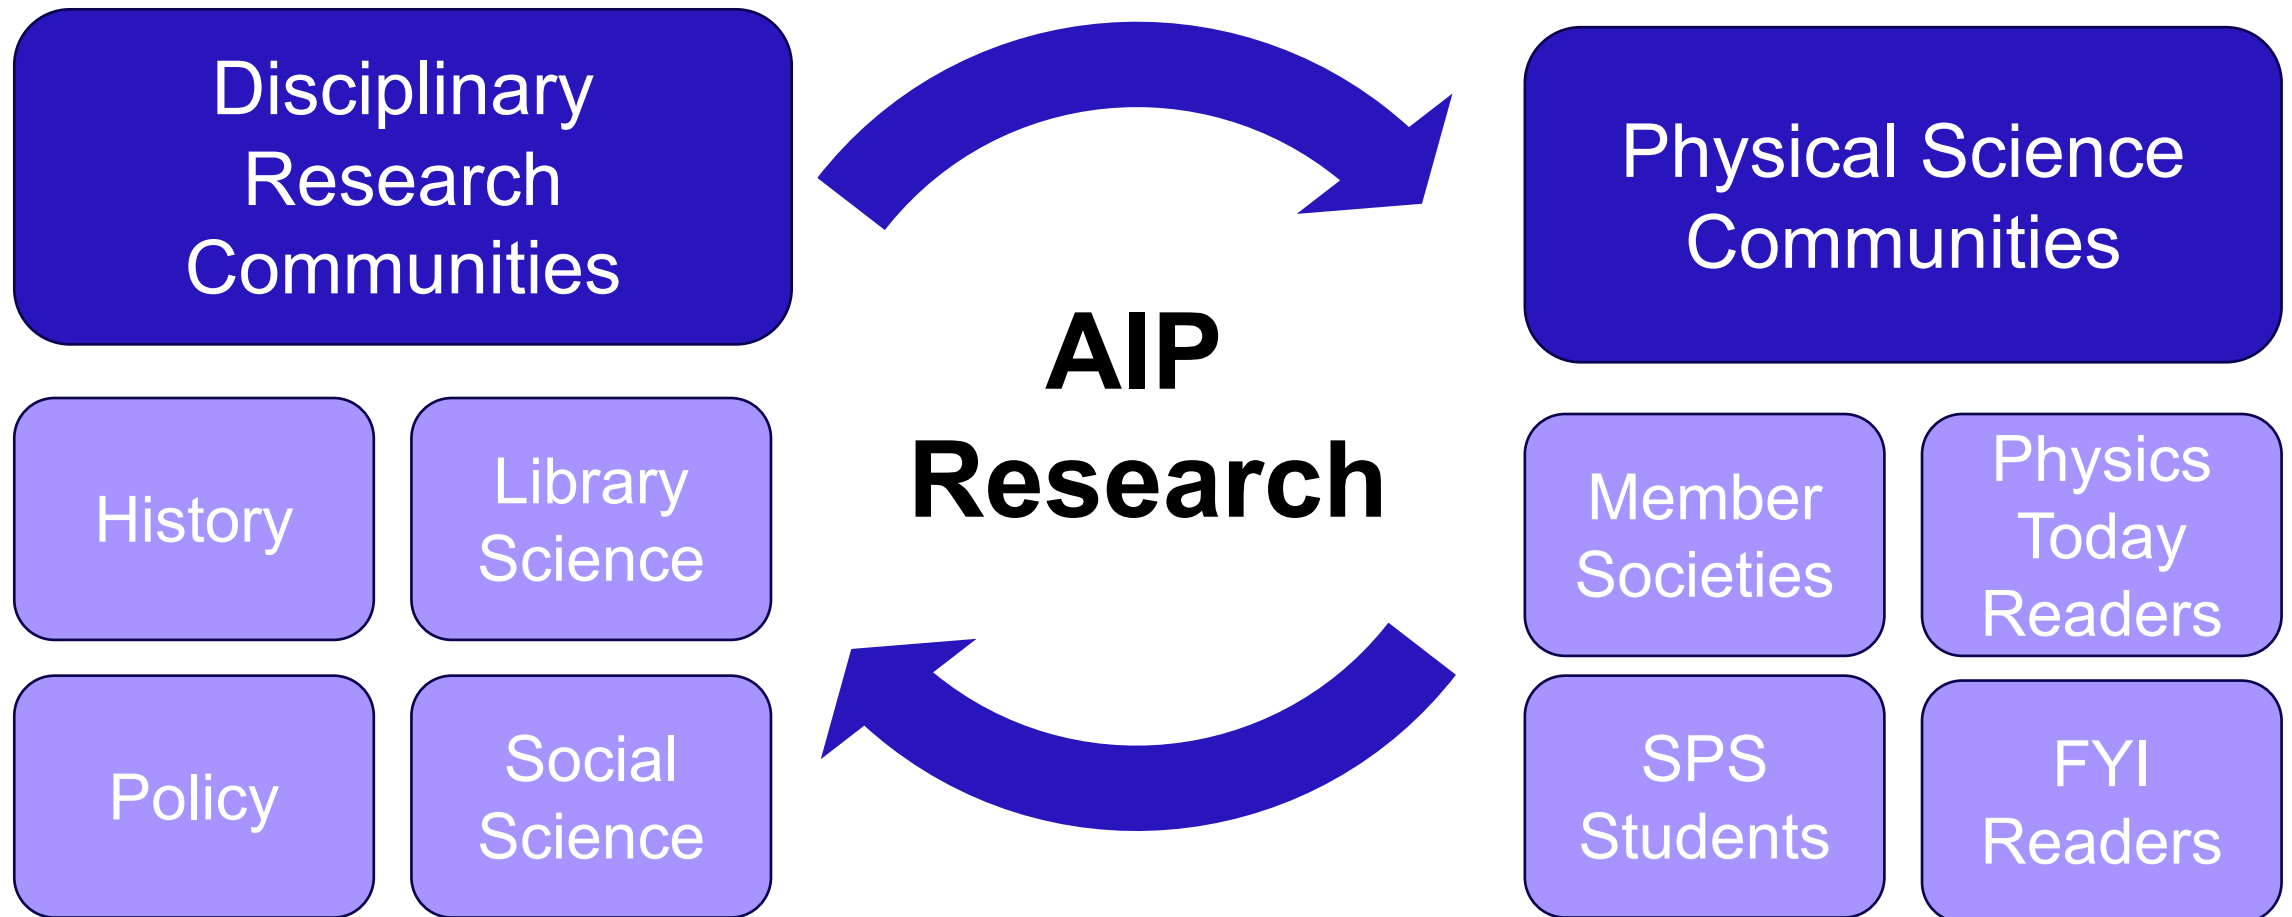 Disciplinary
Research
Communities
History
Library
Science
Policy
Social
Science
AIP
Research
Physical Science
Communities
Member
Societies
Physics
Today
Readers
SPS
Students
FYI
Readers